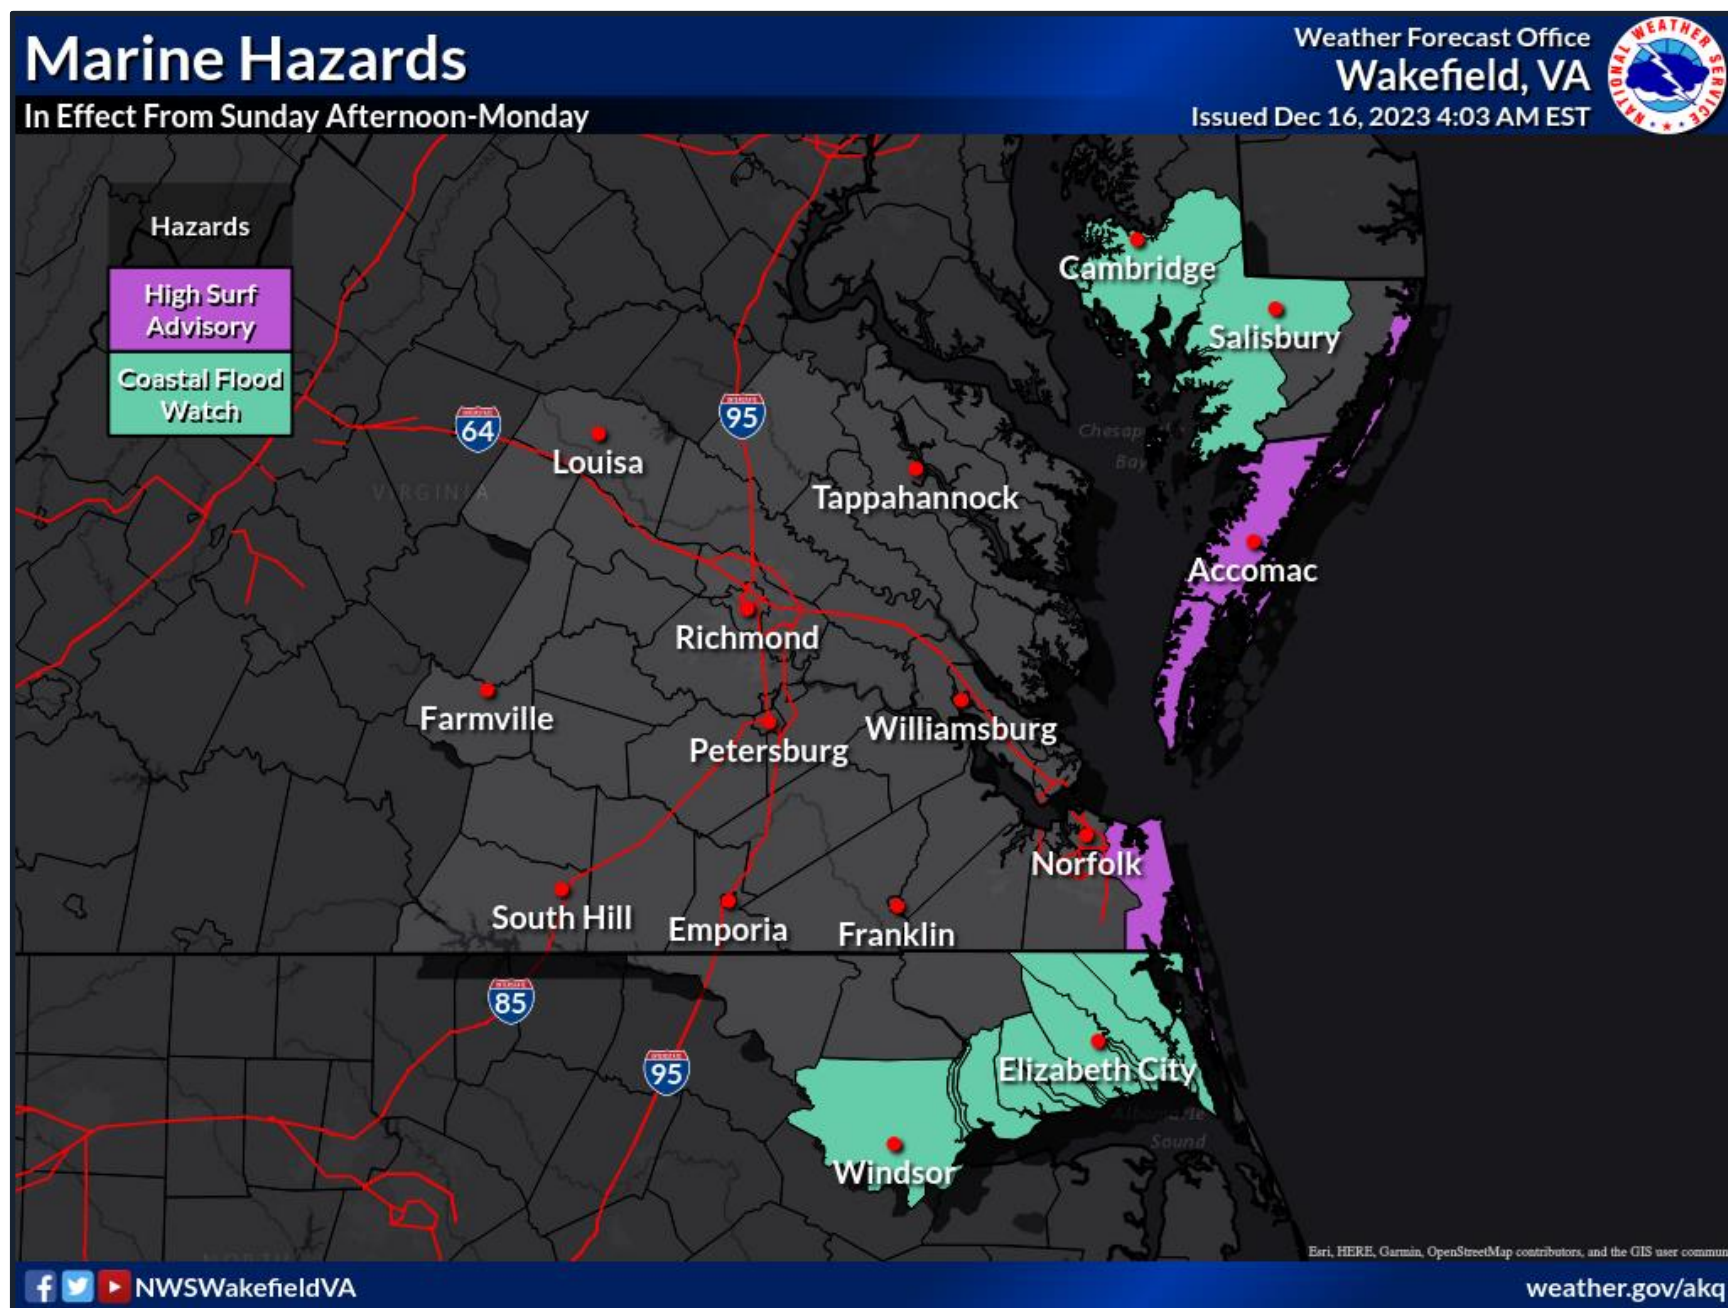 Marine Hazards
In Effect From Sunday Afternoon-Monday
Weather Forecast Office
Wakefield, VA
Issued Dec 16, 2023 4:03 AM EST
NATIONAL WEATHER SERVICE
Hazards
High Surf
Advisory
Coastal Flood
Watch
Cambridge
Salisbury
64
95
Louisa
Bay
VIRGINIA
Tappahannock
Accomac
Richmond
Farmville
Petersburg
Williamsburg
Norfolk
South Hill
Emporia
Franklin
85
95
Elizabeth City
Sound
Windsor
Esri, HERE, Garmin, OpenStreetMap contributors, and the GIS user
NWSWakefieldVA
weather.gov/akq